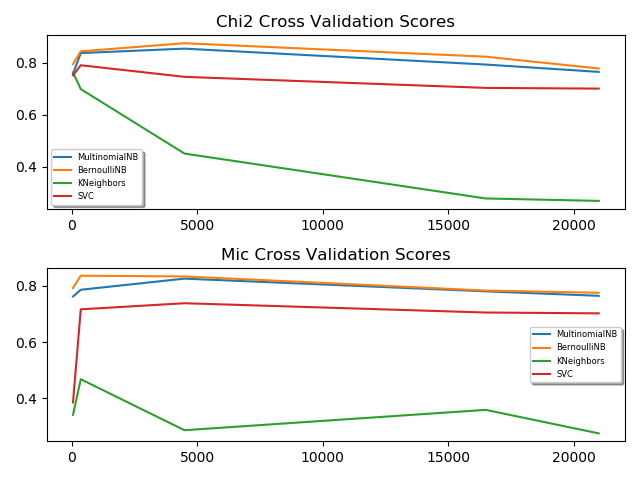 Chi2 Cross Validation Scores
0.8
0.6
0.4
MultinomialNB
BernoulliNB
KNeighbors
SVC
0 5000 10000 15000 20000
Mic Cross Validation Scores
0.8
0.6
0.4
MultinomialNB
BernoulliNB
KNeighbors
SVC
0 5000 10000 15000 20000